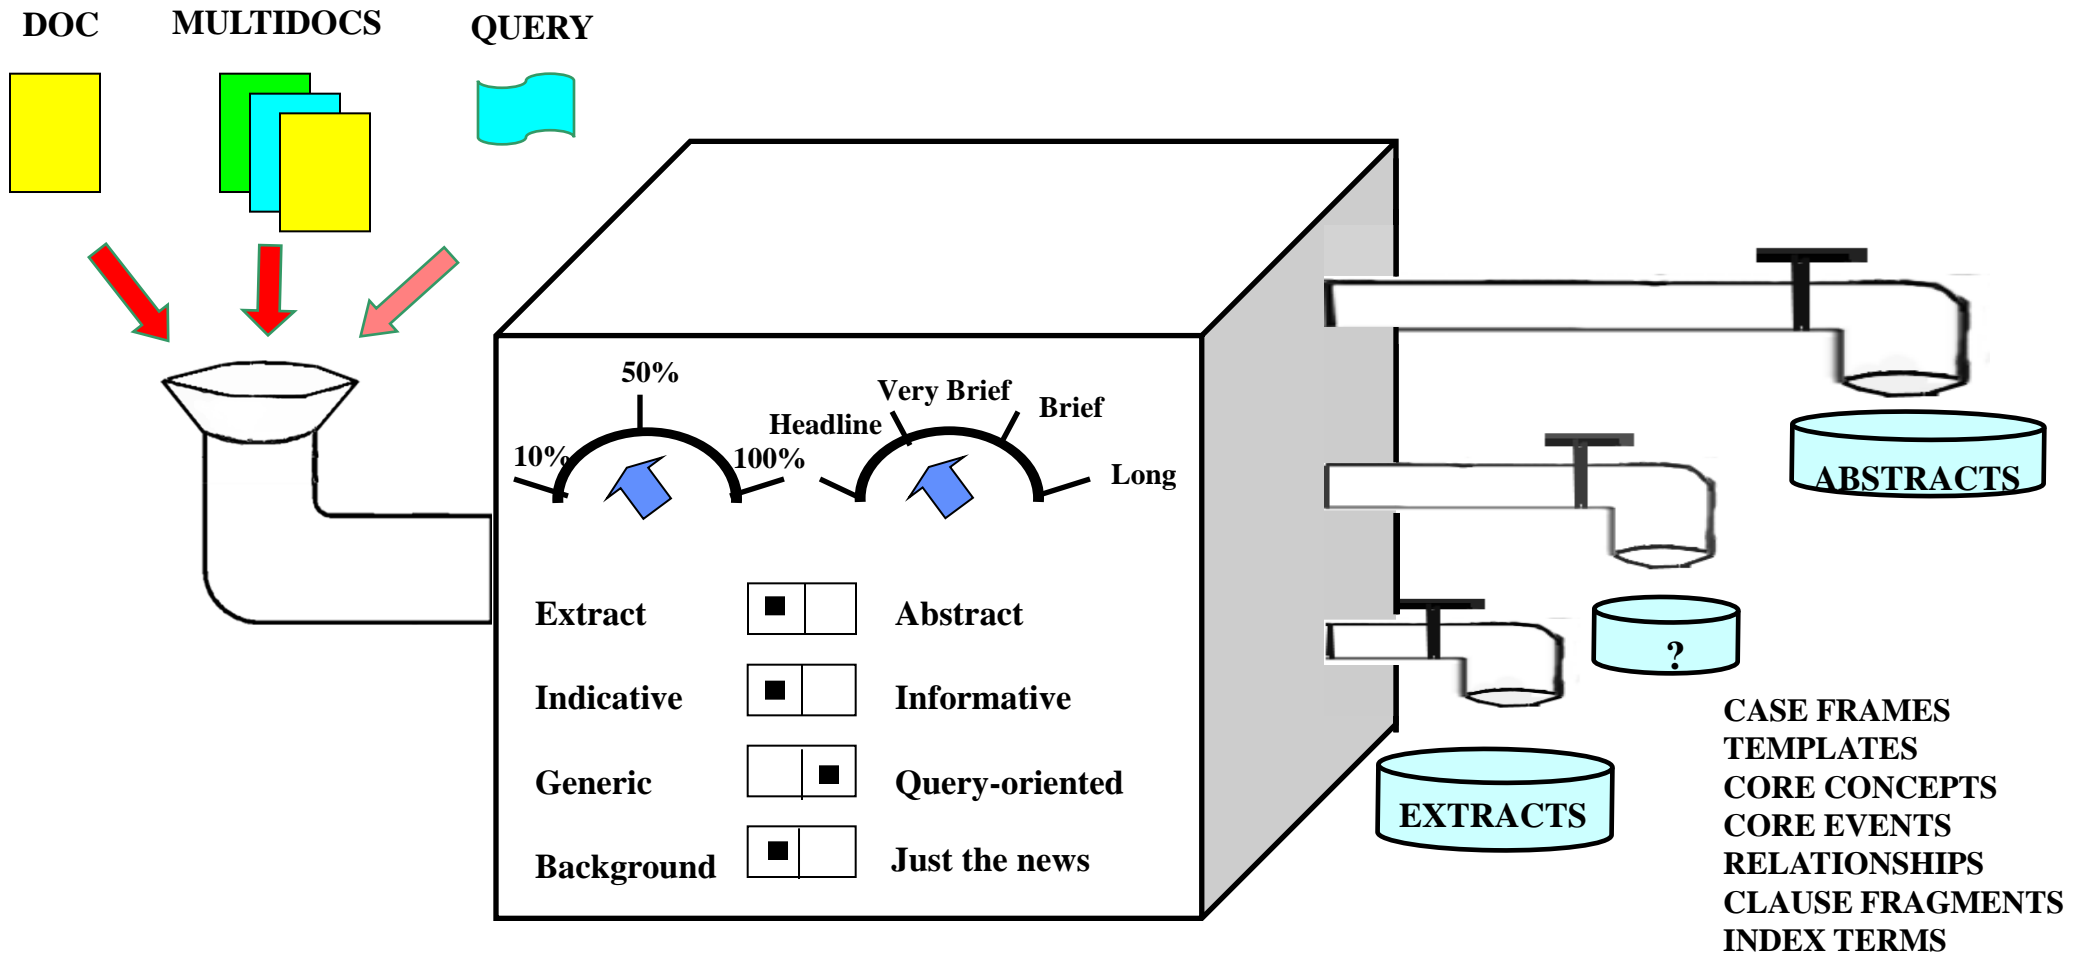 DOC
MULTIDOCS
QUERY
50%
10%
100%
Very Brief
Headline
Brief
Long
Extract
Abstract
Indicative
Informative
Generic
Query-oriented
Background
Just the news
ABSTRACTS
?
EXTRACTS
CASE FRAMES
TEMPLATES
CORE CONCEPTS
CORE EVENTS
RELATIONSHIPS
CLAUSE FRAGMENTS
INDEX TERMS